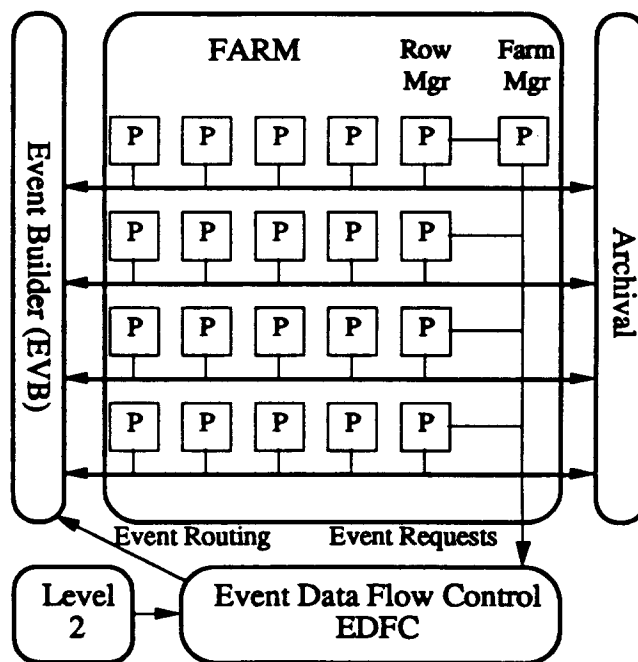 FARM
Row Mgr
Farm Mgr
P P P P P P
P P P P P
P P P P P
P P P P P
Event Builder (EVB)
Archival
Event Routing
Event Requests
Level
2
Event Data Flow Control
EDFC